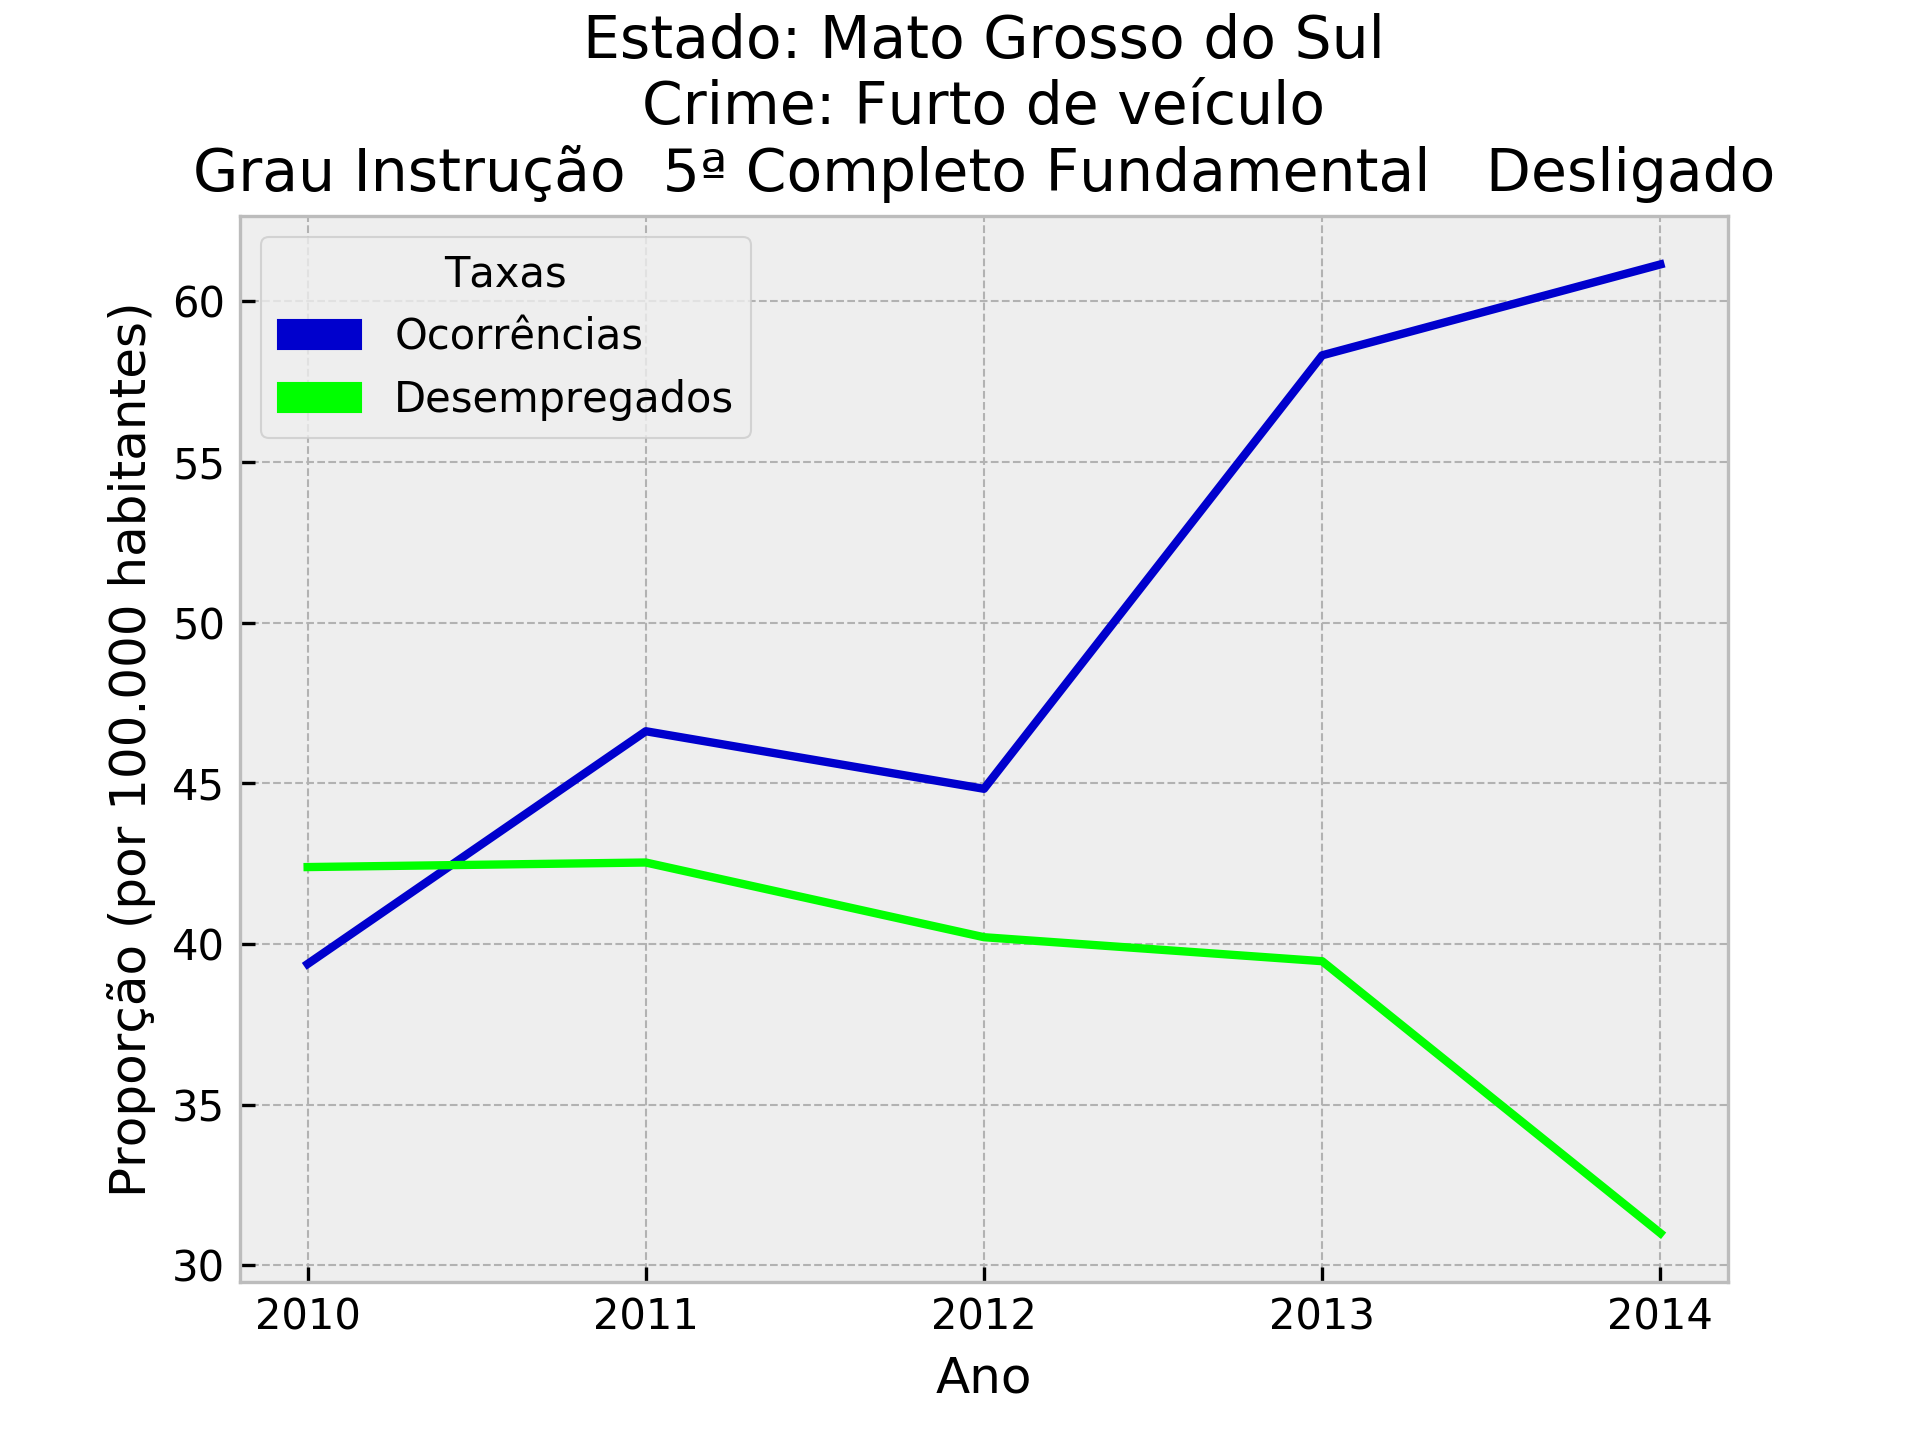 Estado: Mato Grosso do Sul
Crime: Furto de veículo
Grau Instrução  5ª Completo Fundamental   Desligado
Taxas
Ocorrências
Desempregados
Proporção (por 100.000 habitantes)
60
55
50
45
40
35
30
2010 2011 2012 2013 2014
Ano